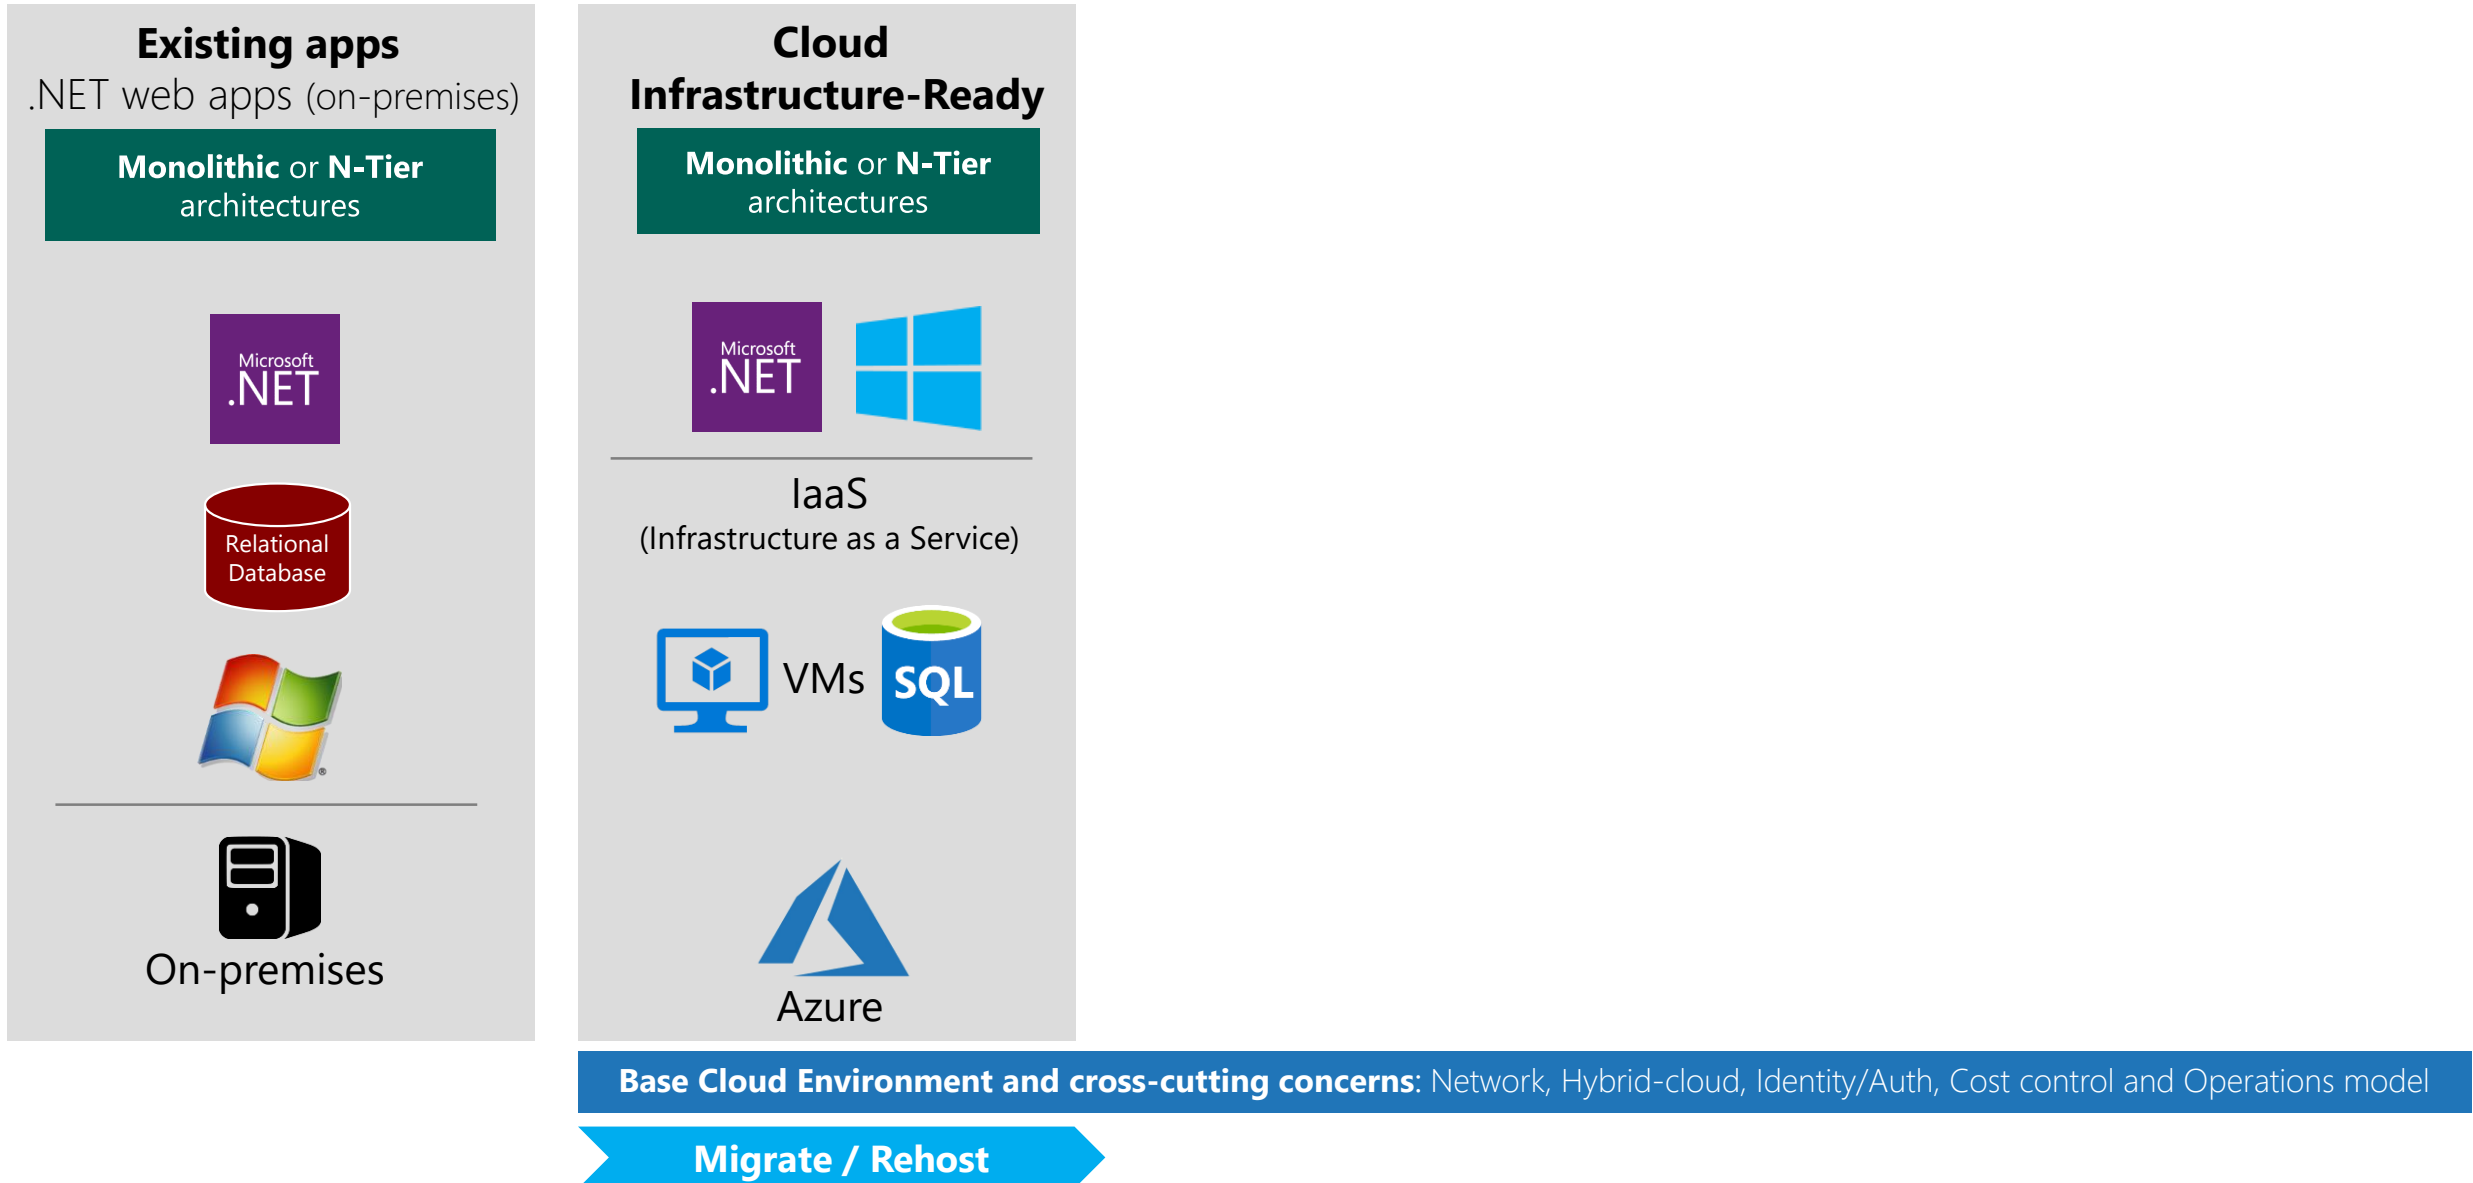 Existing apps
.NET web apps (on-premises)
Monolithic or N-Tier
architectures
Microsoft
.NET
Relational
Database
®
On-premises
Cloud
Infrastructure-Ready
Monolithic or N-Tier
architectures
Microsoft
.NET
IaaS
(Infrastructure as a Service)
VMs
SQL
Azure
Base Cloud Environment and cross-cutting concerns: Network, Hybrid-cloud, Identity/Auth, Cost control and Operations model
Migrate / Rehost